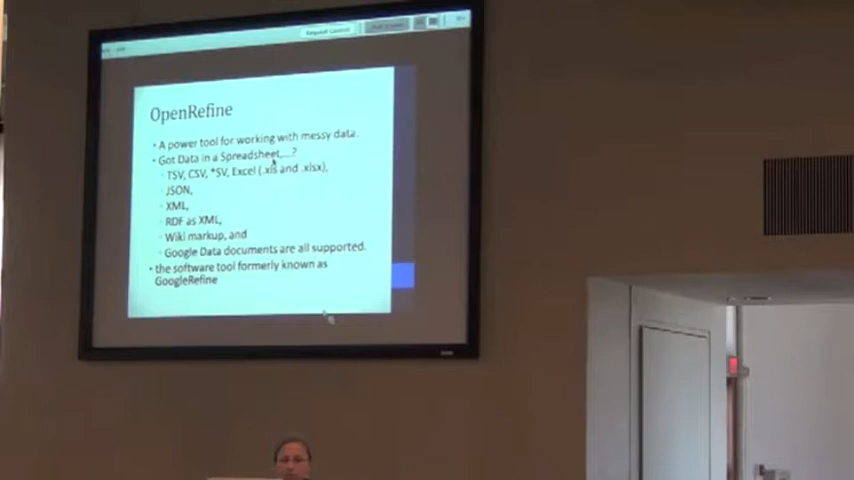 Request Control
OpenRefine
• A power tool for working with messy data.
• Got Data in a Spreadsheet,...?
· TSV, CSV, *SV, Excel (.xls and .xlsx),
· JSON,
· XML,
· RDF as XML,
· Wiki markup, and
· Google Data documents are all supported.
• the software tool formerly known as
GoogleRefine